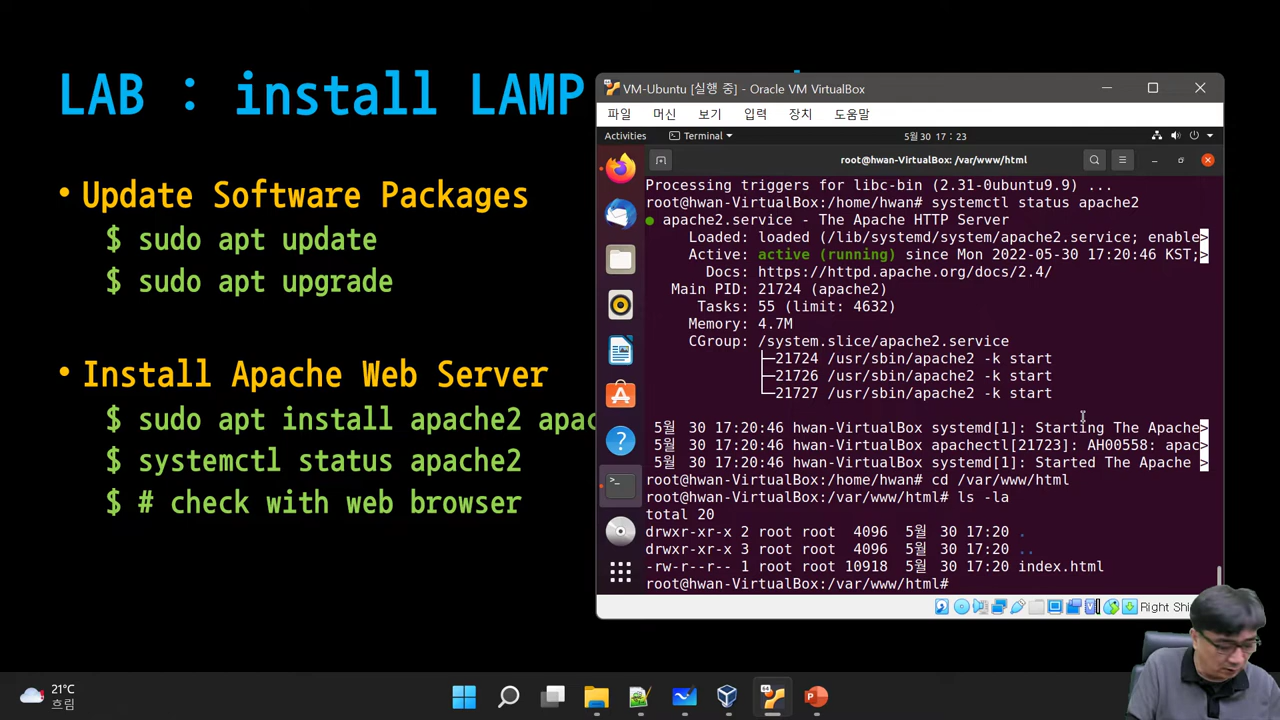 LAB : install LAMP
• Update Software Packages
$ sudo apt update
$ sudo apt upgrade
• Install Apache Web Server
$ sudo apt install apache2 apac
$ systemctl status apache2
$ # check with web browser
VM-Ubuntu [실행 중] - Oracle VM VirtualBox
파일 머신 보기 입력 장치 도움말
Activities Terminal 5월 30 17:23
root@hwan-VirtualBox: /var/www/html
Processing triggers for libc-bin (2.31-0ubuntu9.9) ...
root@hwan-VirtualBox:/home/hwan# systemctl status apache2
● apache2.service - The Apache HTTP Server
Loaded: loaded (/lib/systemd/system/apache2.service; enable>
Active: active (running) since Mon 2022-05-30 17:20:46 KST;>
Docs: https://httpd.apache.org/docs/2.4/
Main PID: 21724 (apache2)
Tasks: 55 (limit: 4632)
Memory: 4.7M
CGroup: /system.slice/apache2.service
├─21724 /usr/sbin/apache2 -k start
├─21726 /usr/sbin/apache2 -k start
└─21727 /usr/sbin/apache2 -k start
5월 30 17:20:46 hwan-VirtualBox systemd[1]: Starting The Apache>
5월 30 17:20:46 hwan-VirtualBox apachectl[21723]: AH00558: apac>
5월 30 17:20:46 hwan-VirtualBox systemd[1]: Started The Apache >
root@hwan-VirtualBox:/home/hwan# cd /var/www/html
root@hwan-VirtualBox:/var/www/html# ls -la
total 20
drwxr-xr-x 2 root root 4096 5월 30 17:20 .
drwxr-xr-x 3 root root 4096 5월 30 17:20 ..
-rw-r--r-- 1 root root 10918 5월 30 17:20 index.html
root@hwan-VirtualBox:/var/www/html#
Right Shi
21°C
흐림